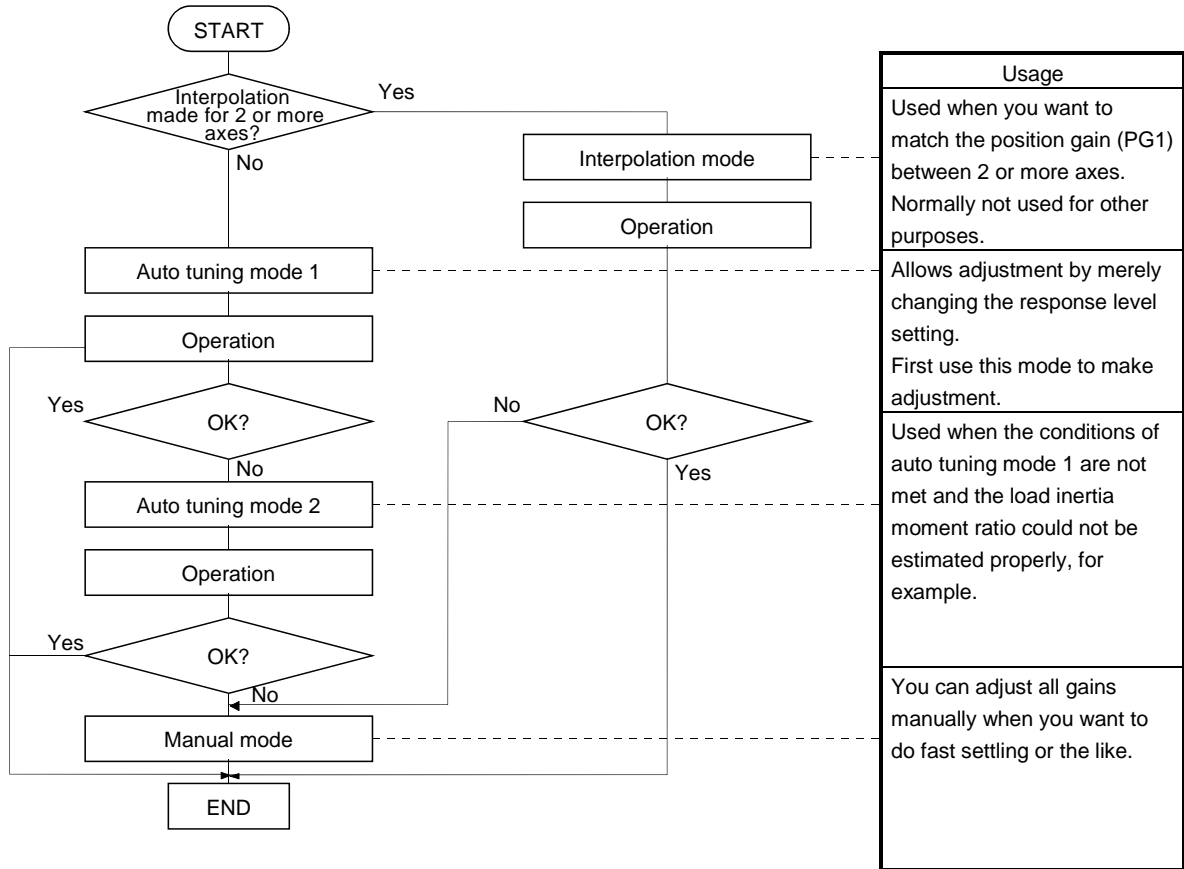 START
Interpolation
made for 2 or more
axes?
Yes
No
Interpolation mode
Operation
Auto tuning mode 1
Operation
Yes
OK?
No
No
OK?
Yes
Auto tuning mode 2
Operation
Yes
OK?
No
Manual mode
END
Usage
Used when you want to
match the position gain (PG1)
between 2 or more axes.
Normally not used for other
purposes.
Allows adjustment by merely
changing the response level
setting.
First use this mode to make
adjustment.
Used when the conditions of
auto tuning mode 1 are not
met and the load inertia
moment ratio could not be
estimated properly, for
example.
You can adjust all gains
manually when you want to
do fast settling or the like.